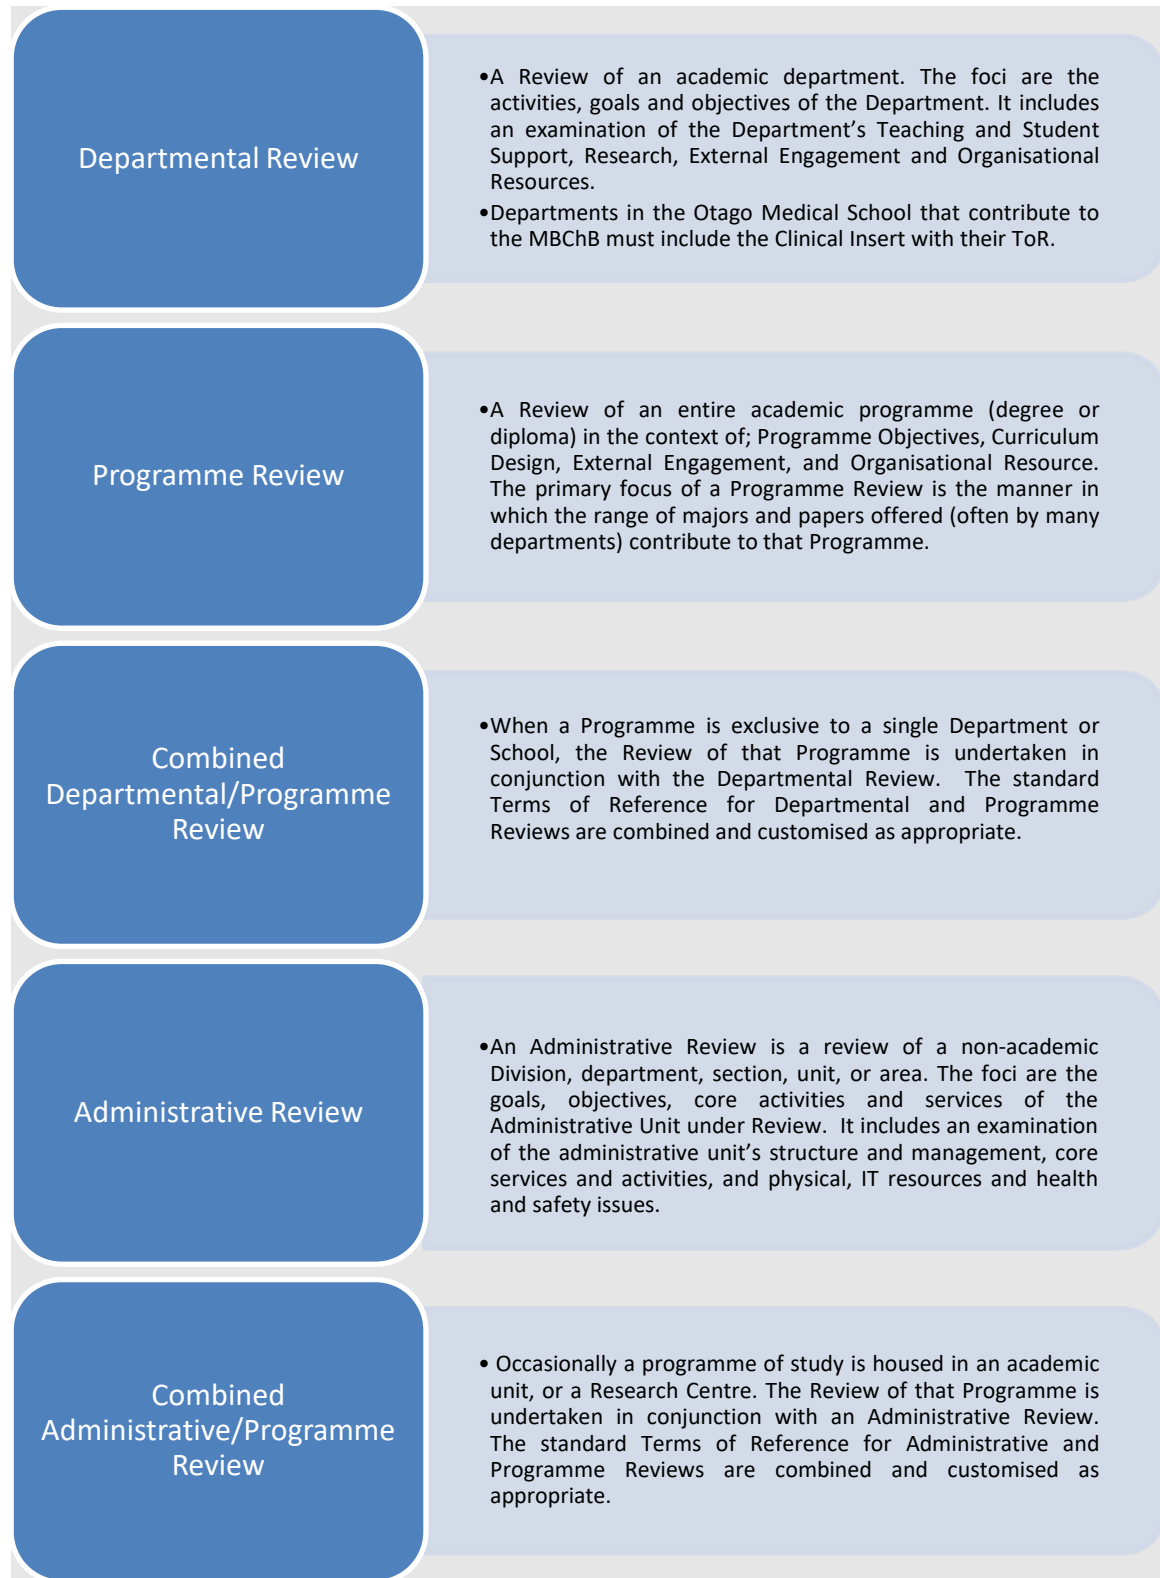 Departmental Review
•A Review of an academic department. The foci are the
activities, goals and objectives of the Department. It includes
an examination of the Department’s Teaching and Student
Support, Research, External Engagement and Organisational
Resources.
•Departments in the Otago Medical School that contribute to
the MBChB must include the Clinical Insert with their ToR.
Programme Review
•A Review of an entire academic programme (degree or
diploma) in the context of; Programme Objectives, Curriculum
Design, External Engagement, and Organisational Resource.
The primary focus of a Programme Review is the manner in
which the range of majors and papers offered (often by many
departments) contribute to that Programme.
Combined
Departmental/Programme
Review
•When a Programme is exclusive to a single Department or
School, the Review of that Programme is undertaken in
conjunction with the Departmental Review. The standard
Terms of Reference for Departmental and Programme
Reviews are combined and customised as appropriate.
Administrative Review
•An Administrative Review is a review of a non-academic
Division, department, section, unit, or area. The foci are the
goals, objectives, core activities and services of the
Administrative Unit under Review. It includes an examination
of the administrative unit’s structure and management, core
services and activities, and physical, IT resources and health
and safety issues.
Combined
Administrative/Programme
Review
• Occasionally a programme of study is housed in an academic
unit, or a Research Centre. The Review of that Programme is
undertaken in conjunction with an Administrative Review.
The standard Terms of Reference for Administrative and
Programme Reviews are combined and customised as
appropriate.